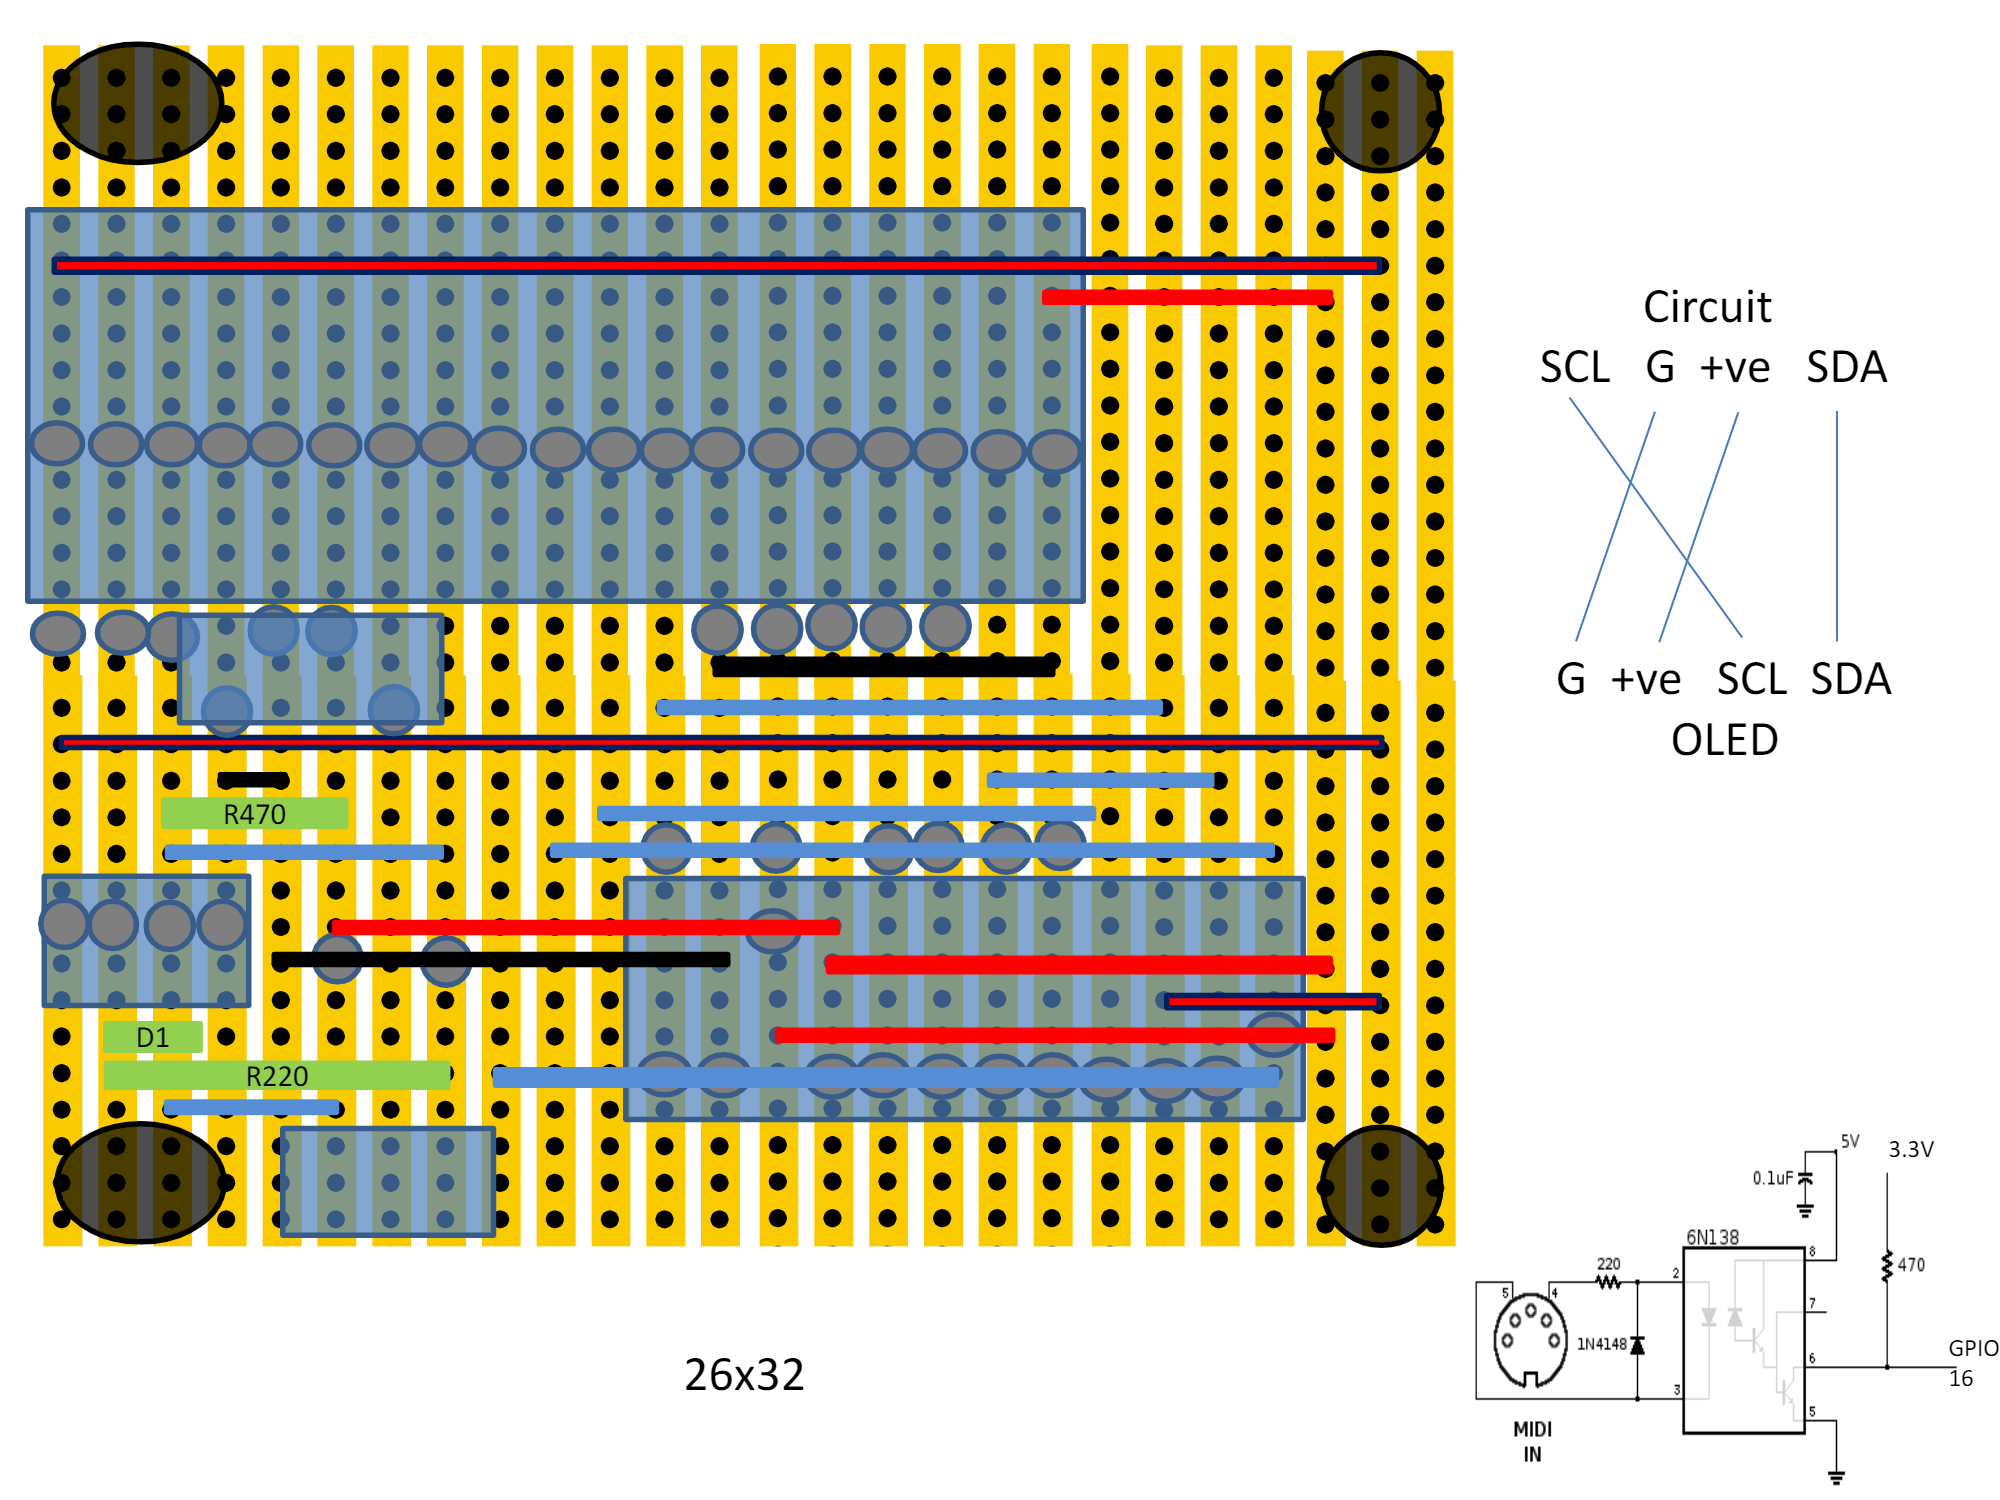 Circuit
SCL G +ve SDA
G +ve SCL SDA
OLED
R470
D1
R220
26x32
5V
3.3V
0.1uF
6N138
8
220
470
5
4
2
7
1N4148
6
GPIO
16
3
5
MIDI
IN